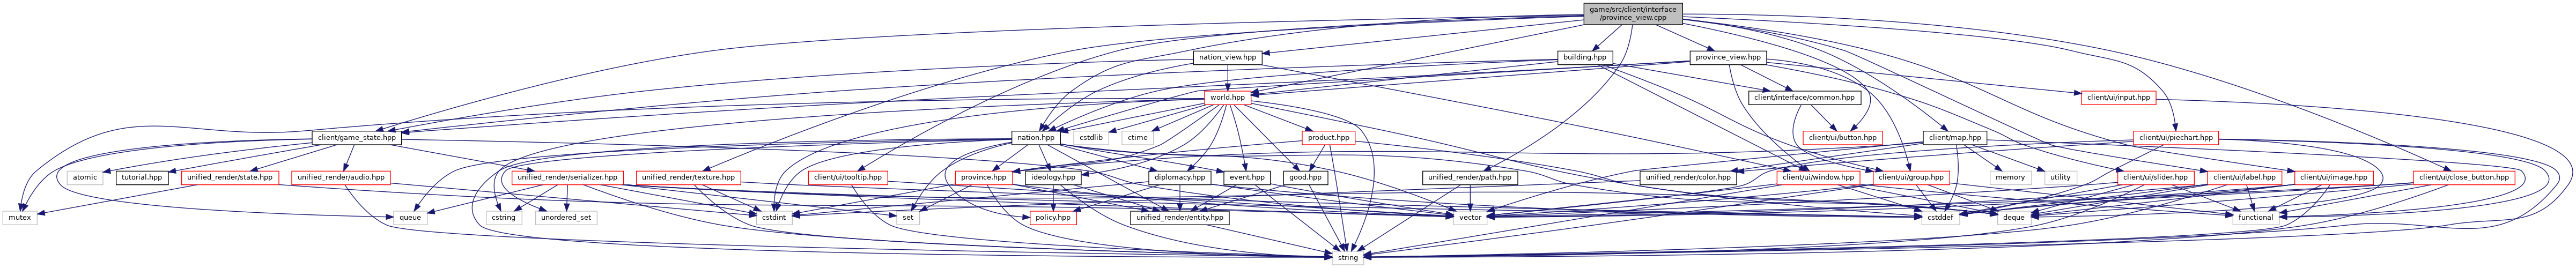 game/src/client/interface
/province_view.cpp
nation_view.hpp
building.hpp
province_view.hpp
world.hpp
client/interface/common.hpp
client/ui/input.hpp
client/game_state.hpp
nation.hpp
cstdlib
ctime
product.hpp
client/ui/button.hpp
client/map.hpp
client/ui/piechart.hpp
atomic
tutorial.hpp
unified_render/state.hpp
unified_render/audio.hpp
unified_render/serializer.hpp
unified_render/texture.hpp
client/ui/tooltip.hpp
province.hpp
ideology.hpp
diplomacy.hpp
event.hpp
good.hpp
unified_render/path.hpp
unified_render/color.hpp
client/ui/window.hpp
client/ui/group.hpp
memory
utility
client/ui/slider.hpp
client/ui/label.hpp
client/ui/image.hpp
client/ui/close_button.hpp
mutex
queue
cstring
unordered_set
cstdint
set
policy.hpp
unified_render/entity.hpp
vector
cstddef
deque
functional
string